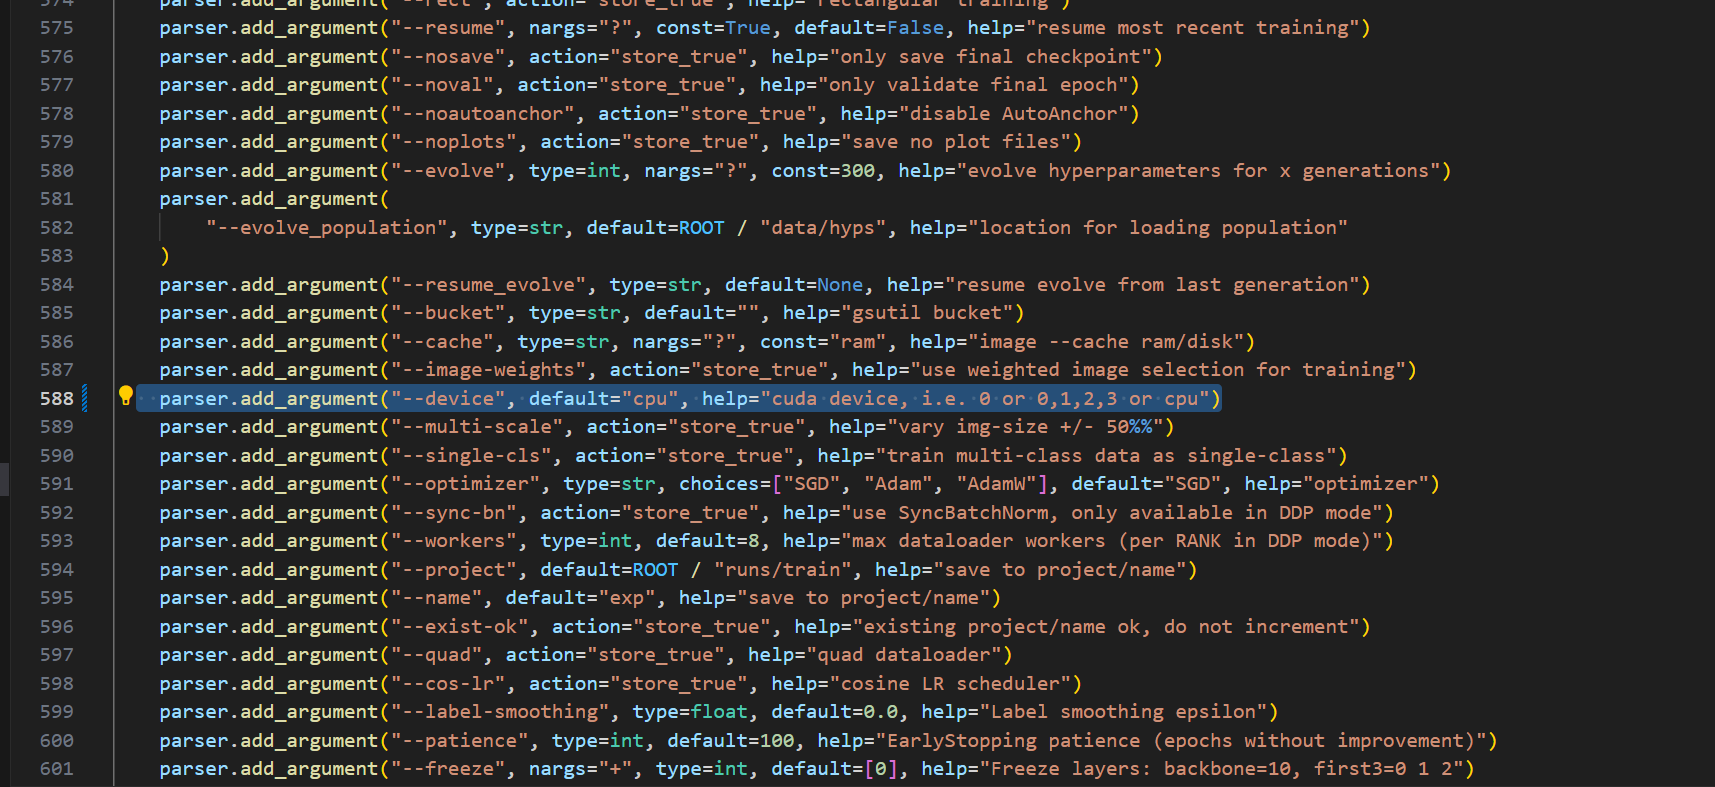 574 parser.add_argument("--rect", action="store_true", help="rectangular training")
575 parser.add_argument("--resume", nargs="?", const=True, default=False, help="resume most recent training")
576 parser.add_argument("--nosave", action="store_true", help="only save final checkpoint")
577 parser.add_argument("--noval", action="store_true", help="only validate final epoch")
578 parser.add_argument("--noautoanchor", action="store_true", help="disable AutoAnchor")
579 parser.add_argument("--noplots", action="store_true", help="save no plot files")
580 parser.add_argument("--evolve", type=int, nargs="?", const=300, help="evolve hyperparameters for x generations")
581 parser.add_argument(
582 "--evolve_population", type=str, default=ROOT / "data/hyps", help="location for loading population"
583 )
584 parser.add_argument("--resume_evolve", type=str, default=None, help="resume evolve from last generation")
585 parser.add_argument("--bucket", type=str, default="", help="gsutil bucket")
586 parser.add_argument("--cache", type=str, nargs="?", const="ram", help="image --cache ram/disk")
587 parser.add_argument("--image-weights", action="store_true", help="use weighted image selection for training")
588 parser.add_argument("--device", default="cpu", help="cuda device, i.e. 0 or 0,1,2,3 or cpu")
589 parser.add_argument("--multi-scale", action="store_true", help="vary img-size +/- 50%%")
590 parser.add_argument("--single-cls", action="store_true", help="train multi-class data as single-class")
591 parser.add_argument("--optimizer", type=str, choices=["SGD", "Adam", "AdamW"], default="SGD", help="optimizer")
592 parser.add_argument("--sync-bn", action="store_true", help="use SyncBatchNorm, only available in DDP mode")
593 parser.add_argument("--workers", type=int, default=8, help="max dataloader workers (per RANK in DDP mode)")
594 parser.add_argument("--project", default=ROOT / "runs/train", help="save to project/name")
595 parser.add_argument("--name", default="exp", help="save to project/name")
596 parser.add_argument("--exist-ok", action="store_true", help="existing project/name ok, do not increment")
597 parser.add_argument("--quad", action="store_true", help="quad dataloader")
598 parser.add_argument("--cos-lr", action="store_true", help="cosine LR scheduler")
599 parser.add_argument("--label-smoothing", type=float, default=0.0, help="Label smoothing epsilon")
600 parser.add_argument("--patience", type=int, default=100, help="EarlyStopping patience (epochs without improvement)")
601 parser.add_argument("--freeze", nargs="+", type=int, default=[0], help="Freeze layers: backbone=10, first3=0 1 2")